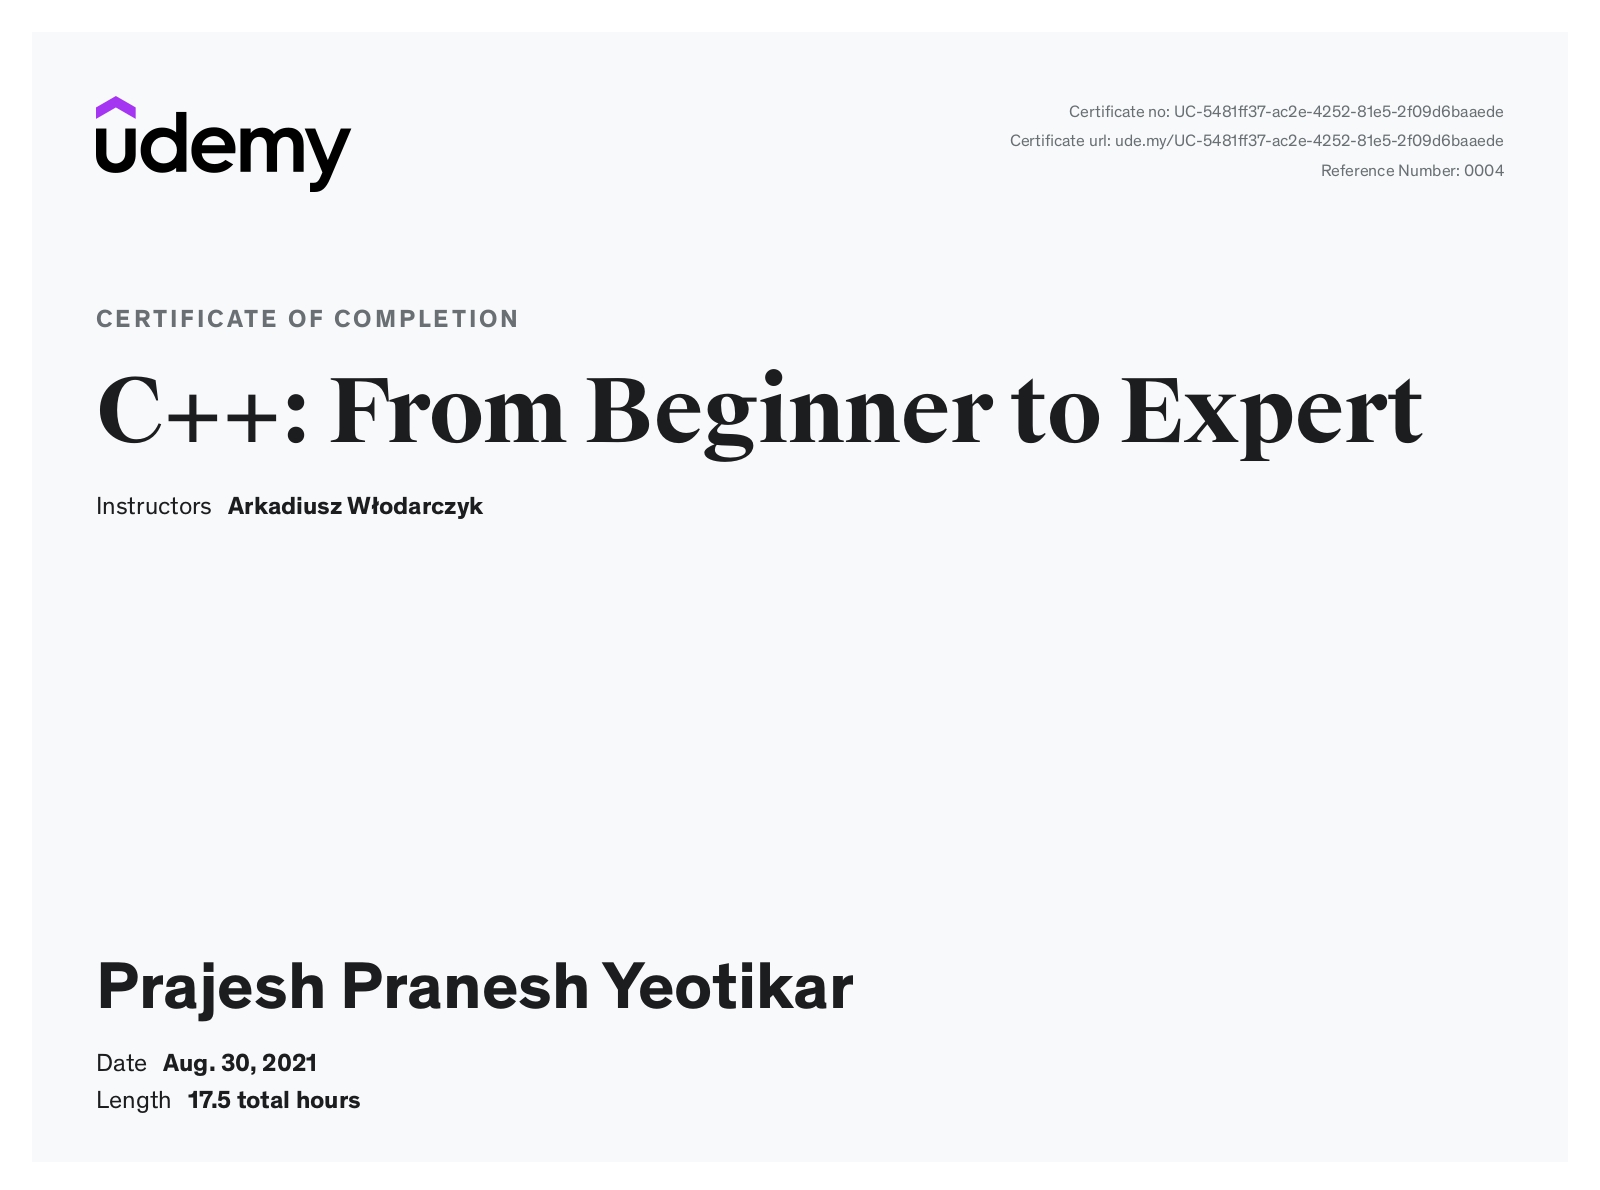 udemy
Certificate no: UC-5481ff37-ac2e-4252-81e5-2f09d6baaede
Certificate url: ude.my/UC-5481ff37-ac2e-4252-81e5-2f09d6baaede
Reference Number: 0004
CERTIFICATE OF COMPLETION
C++: From Beginner to Expert
Instructors Arkadiusz Włodarczyk
Prajesh Pranesh Yeotikar
Date Aug. 30, 2021
Length 17.5 total hours